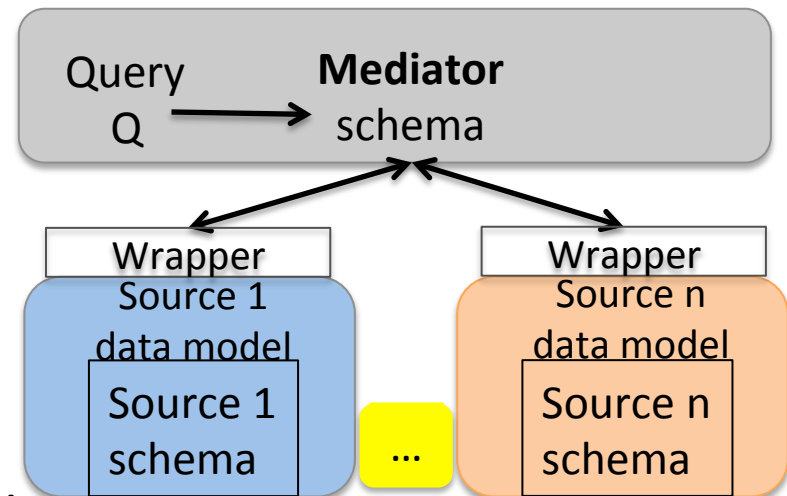 Query
Q
Mediator
schema
Wrapper
Source 1
data model
Source 1
schema
...
Wrapper
Source n
data model
Source n
schema